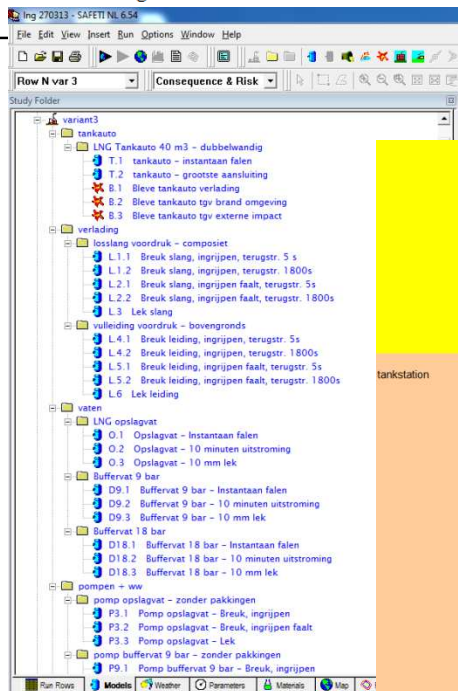 lng 270313 - SAFETI NL 6.54
File Edit View Insert Run Options Window Help
Row N var 3
Consequence & Risk
Study Folder
variant3
tankauto
LNG Tankauto 40 m3 - dubbelwandig
T.1 tankauto - instantaan falen
T.2 tankauto - grootste aansluiting
B.1 Bleve tankauto verlading
B.2 Bleve tankauto tgv brand omgeving
B.3 Bleve tankauto tgv externe impact
verlading
losslang voordruk - composiet
L.1.1 Breuk slang, ingrijpen, terugstr. 5 s
L.1.2 Breuk slang, ingrijpen, terugstr. 1800s
L.2.1 Breuk slang, ingrijpen faalt, terugstr. 5s
L.2.2 Breuk slang, ingrijpen faalt, terugstr. 1800s
L.3 Lek slang
vulleiding voordruk - bovengronds
L.4.1 Breuk leiding, ingrijpen, terugstr. 5s
L.4.2 Breuk leiding, ingrijpen, terugstr. 1800s
L.5.1 Breuk leiding, ingrijpen faalt, terugstr. 5s
L.5.2 Breuk leiding, ingrijpen faalt, terugstr. 1800s
L.6 Lek leiding
tankstation
vaten
LNG opslagvat
O.1 Opslagvat - Instantaan falen
O.2 Opslagvat - 10 minuten uitstroming
O.3 Opslagvat - 10 mm lek
Buffervat 9 bar
D9.1 Buffervat 9 bar - Instantaan falen
D9.2 Buffervat 9 bar - 10 minuten uitstroming
D9.3 Buffervat 9 bar - 10 mm lek
Buffervat 18 bar
D18.1 Buffervat 18 bar - Instantaan falen
D18.2 Buffervat 18 bar - 10 minuten uitstroming
D18.3 Buffervat 18 bar - 10 mm lek
pompen + ww
pomp opslagvat - zonder pakkingen
P3.1 Pomp opslagvat - Breuk, ingrijpen
P3.2 Pomp opslagvat - Breuk, ingrijpen faalt
P3.3 Pomp opslagvat - Lek
pomp buffervat 9 bar - zonder pakkingen
P9.1 Pomp buffervat 9 bar - Breuk, ingrijpen
Run Rows Models Weather Parameters Materials Map